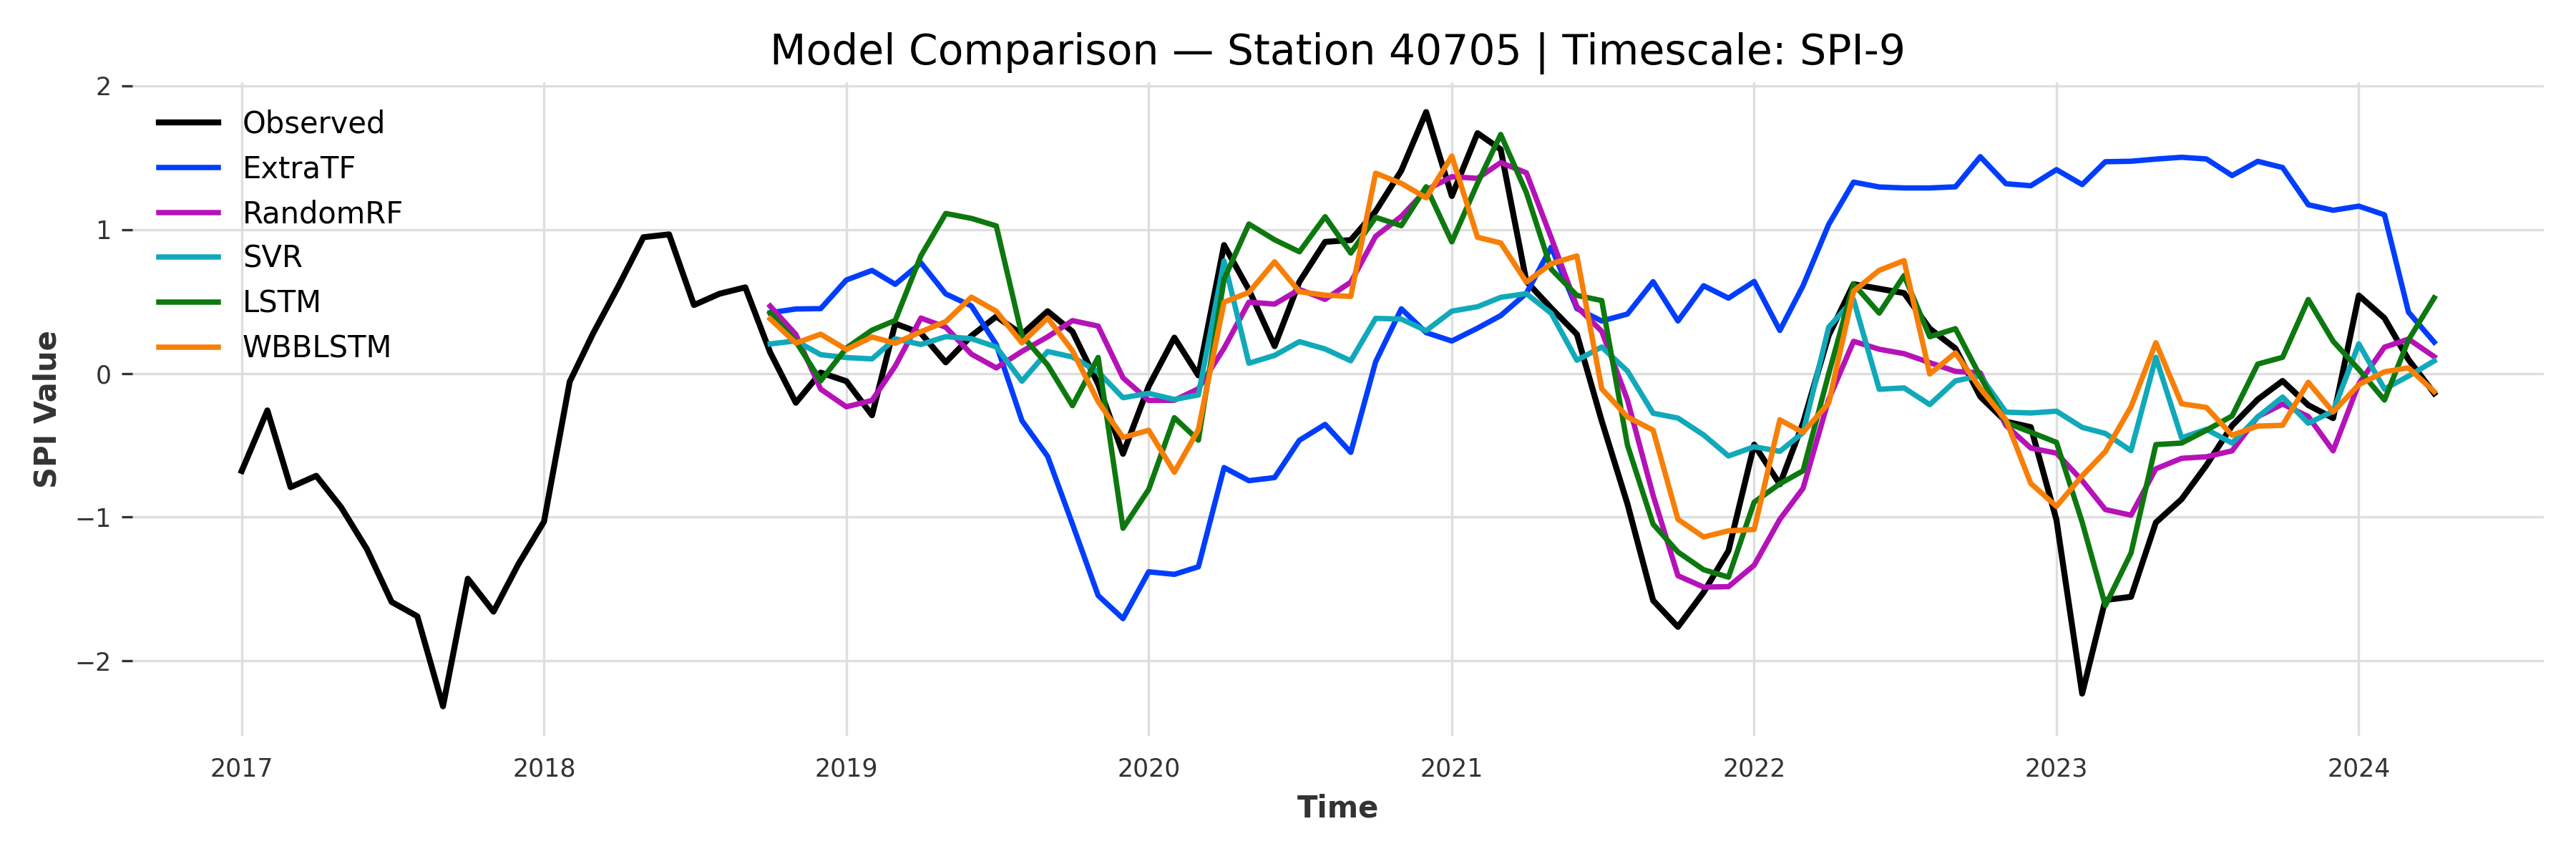 Model Comparison — Station 40705 | Timescale: SPI-9
2
1
0
−1
−2
SPI Value
Observed
ExtraTF
RandomRF
SVR
LSTM
WBBLSTM
2017 2018 2019 2020 2021 2022 2023 2024
Time